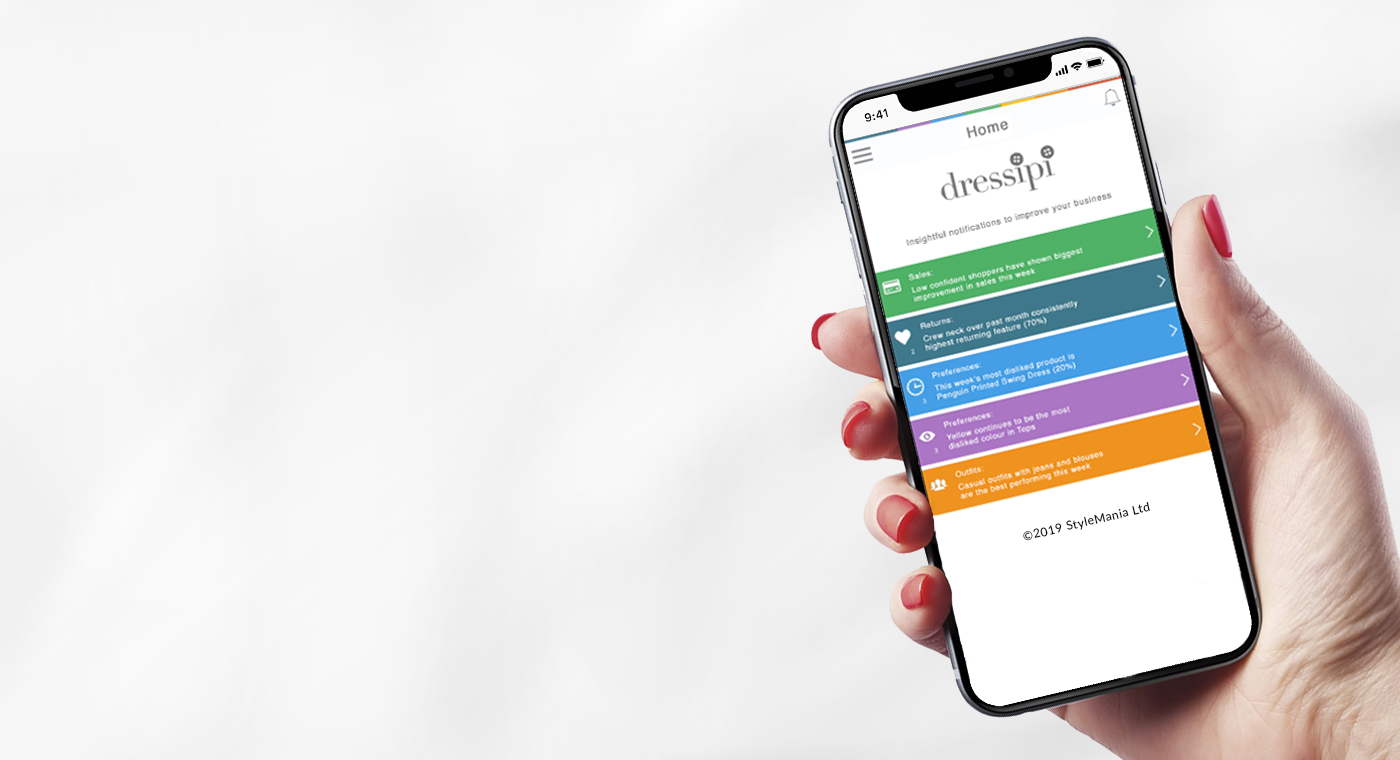 9:41
Home
dressipi
Insightful notifications to improve your business
Sales:
Low confident shoppers have shown biggest
improvement in sales this week
Returns:
Crew neck over past month consistently
highest returning feature (70%)
2
Preferences:
This week's most disliked product is
Penguin Printed Swing Dress (20%)
Preferences:
Yellow continues to be the most
disliked colour in Tops
Outfits:
Casual outfits with jeans and blouses
are the best performing this week
©2019 StyleMania Ltd